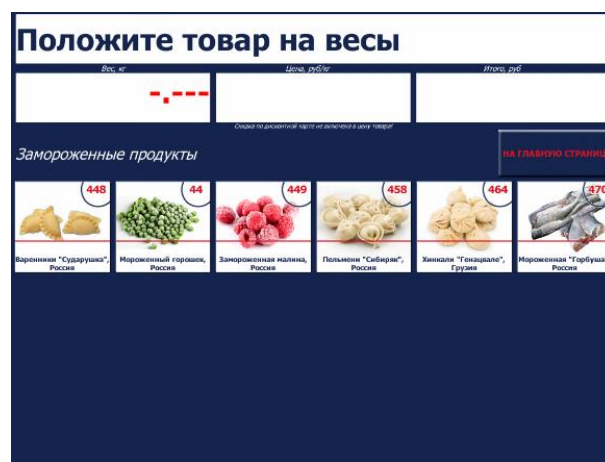 Положите товар на весы
Вес, кг
Цена, руб/кг
Итого, руб
-.---
Скидка по дисконтной карте не включена в цену товара!
Замороженные продукты
НА ГЛАВНУЮ СТРАНИЦ
448
44
449
458
464
470
Вареники "Сударушка",
Россия
Мороженный горошек,
Россия
Замороженная малина,
Россия
Пельмени "Сибиряк",
Россия
Хинкали "Генацвале",
Грузия
Мороженная "Горбуша
Россия